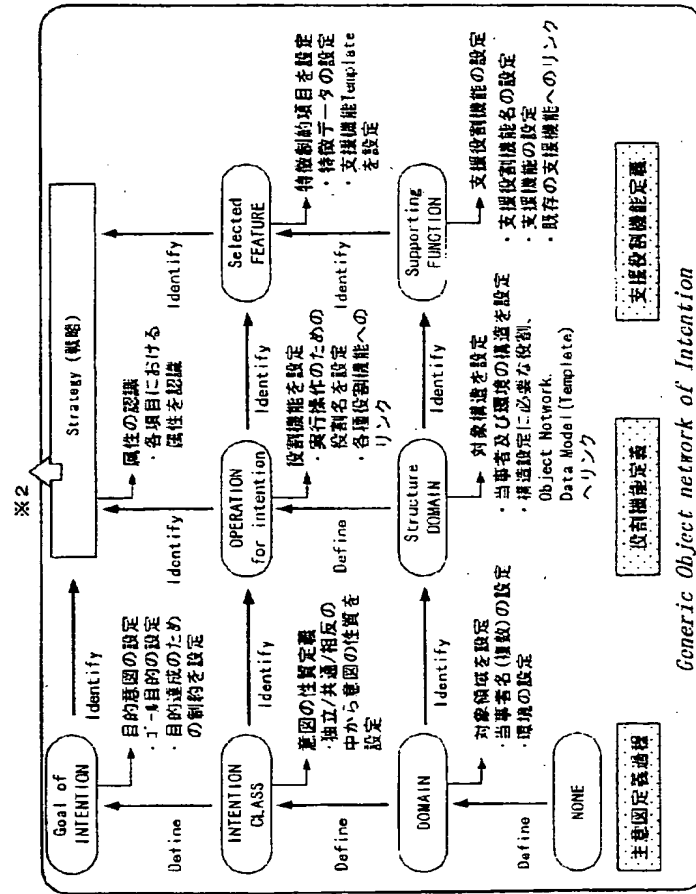 ※2
Goal of
INTENTION
目的意図の設定
・ゴール目的の設定
・目的達成のため
の制約を設定
Identify
Strategy (戦略)
属性の認識
・各項目における
属性を認識
Define
Identify
Identify
INTENTION
CLASS
意図の性質定義
・独立/共通/相反の
中から意図の性質を
設定
Identify
OPERATION
for intention
役割機能を設定
・実行操作のための
役割名を設定
・各種役割機能への
リンク
Identify
Selected
FEATURE
特徴制約項目を設定
・特徴データの設定
・支援機能Template
を設定
Define
Define
Identify
DOMAIN
対象領域を設定
・当事者名(複数)の設定
・環境の設定
Identify
Structure
DOMAIN
対象構造を設定
・当事者及び環境の構造を設定
・構造設定に必要な役割、
Object Network
Data Model(Template)
へリンク
Identify
Supporting
FUNCTION
支援役割機能の設定
・支援役割機能名の設定
・支援機能の設定
・既存の支援機能へのリンク
Define
NONE
主意図定義過程
役割機能定義
支援役割機能定義
Generic Object network of Intention